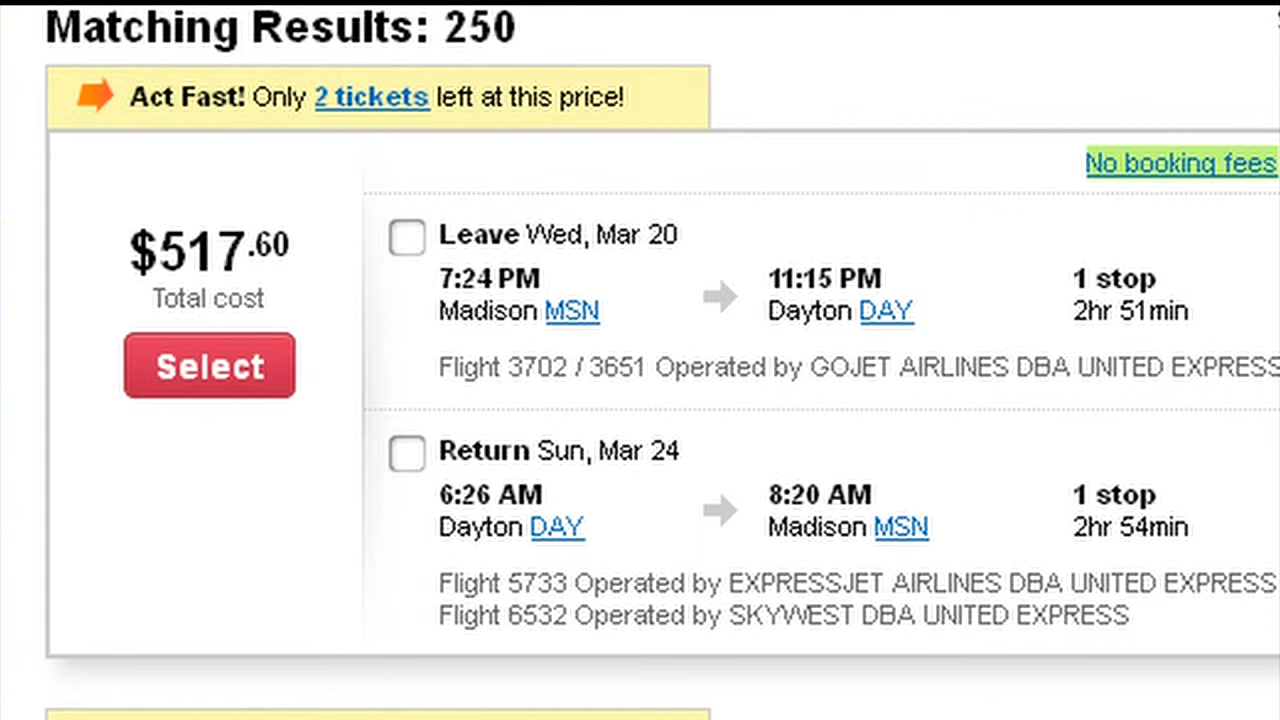 Matching Results: 250
Act Fast! Only 2 tickets left at this price!
No booking fees
$517.60
Total cost
Select
Leave Wed, Mar 20
7:24 PM 11:15 PM 1 stop
Madison MSN Dayton DAY 2hr 51min
Flight 3702 / 3651 Operated by GOJET AIRLINES DBA UNITED EXPRESS
Return Sun, Mar 24
6:26 AM 8:20 AM 1 stop
Dayton DAY Madison MSN 2hr 54min
Flight 5733 Operated by EXPRESSJET AIRLINES DBA UNITED EXPRESS
Flight 6532 Operated by SKYWEST DBA UNITED EXPRESS